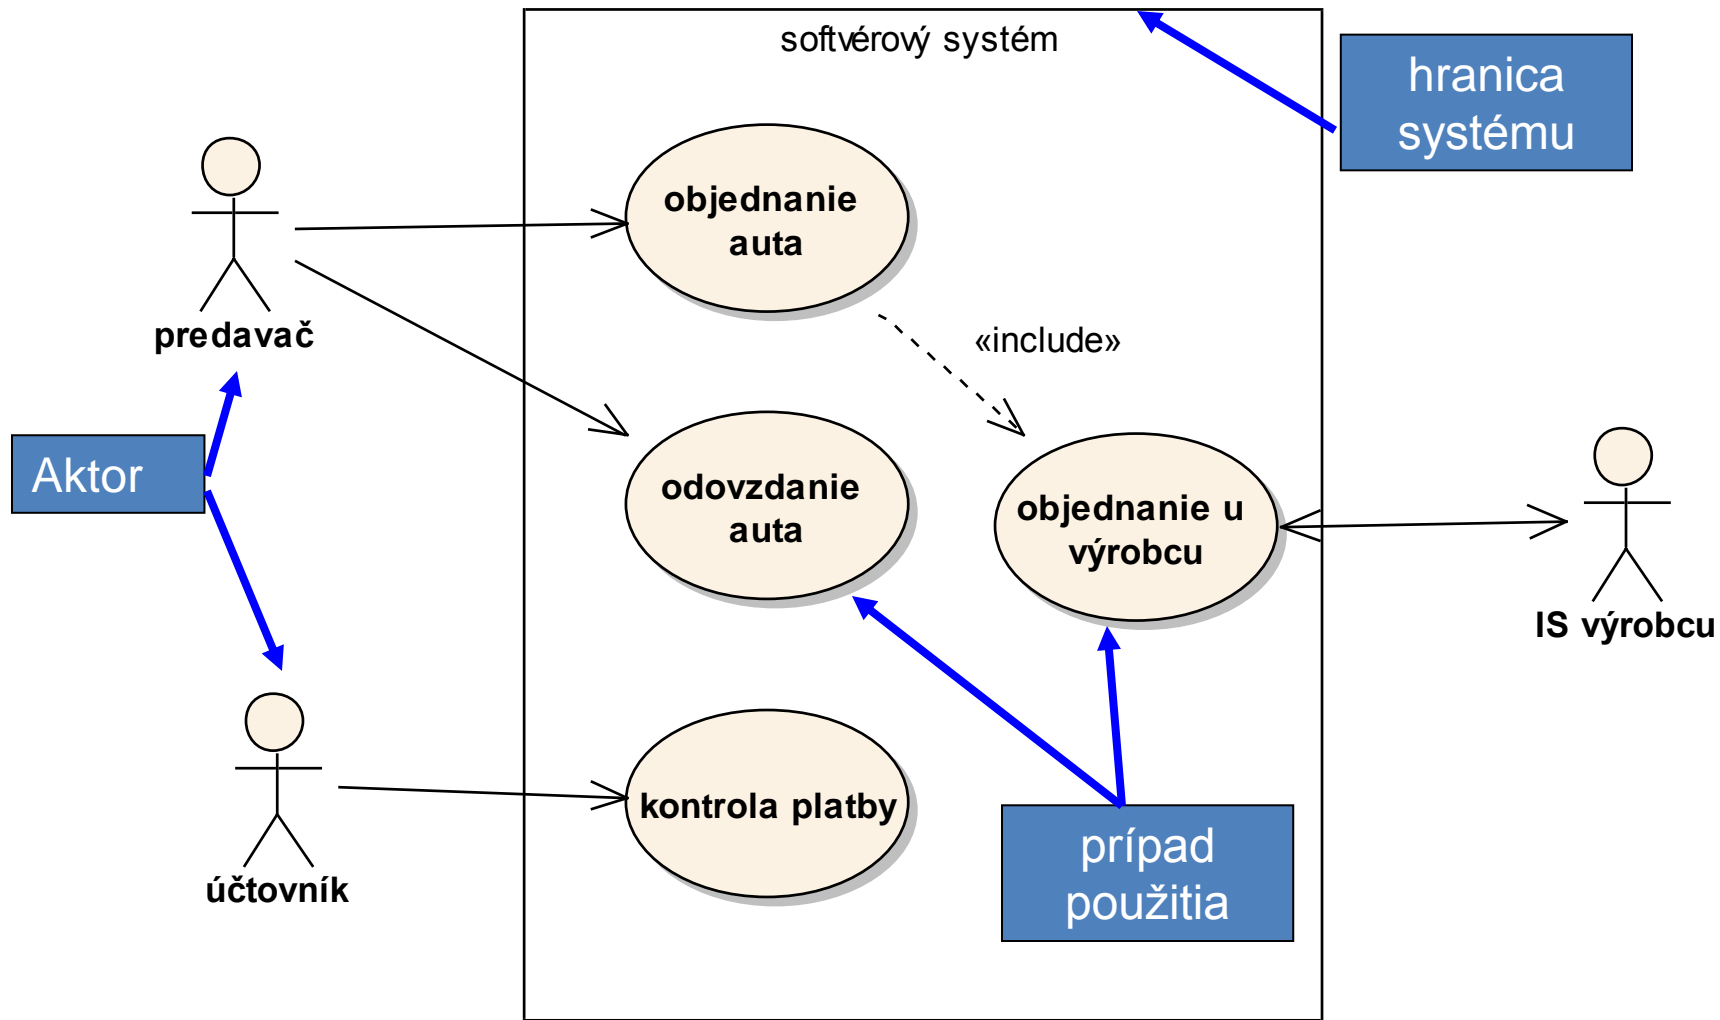 softvérový systém
hranica
systému
objednanie
auta
predavač
«include»
Aktor
odovzdanie
auta
objednanie u
výrobcu
IS výrobcu
kontrola platby
prípad
použitia
účtovník